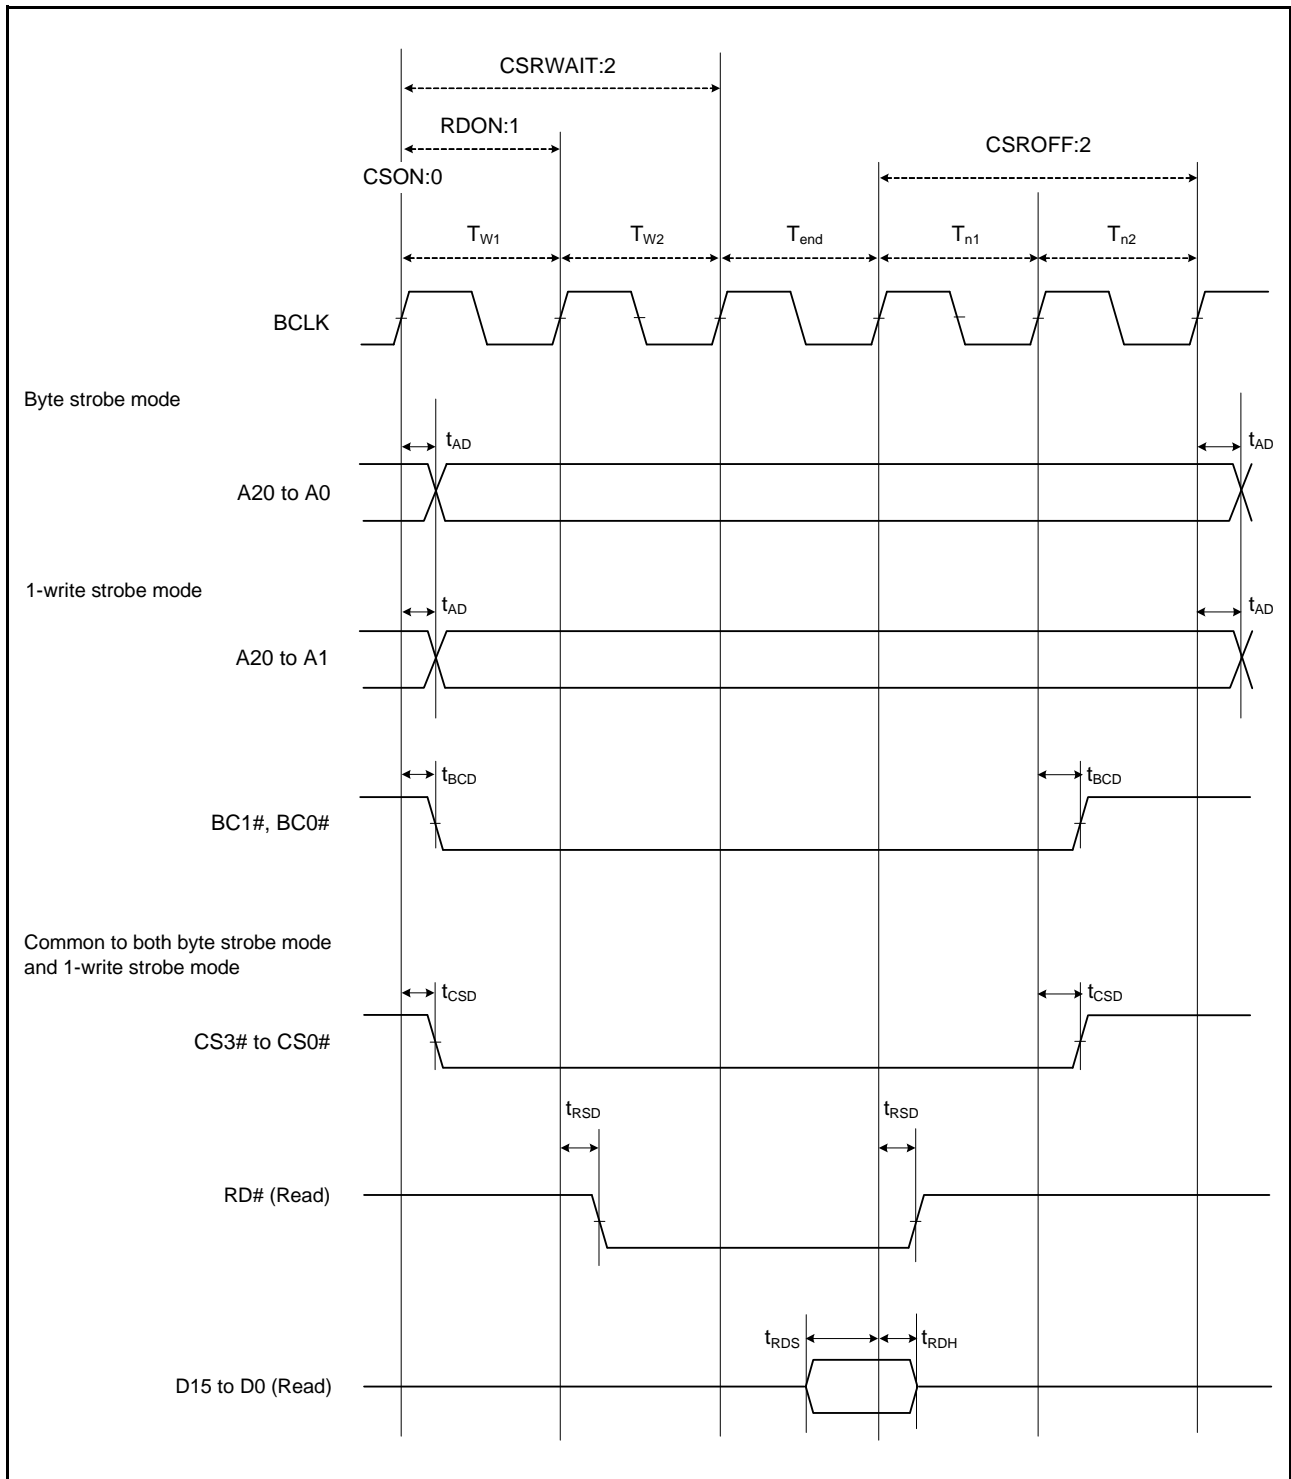 CSRWAIT:2
RDON:1
CSROFF:2
CSON:0
TW1
TW2
Tend
Tn1
Tn2
BCLK
Byte strobe mode
tAD
tAD
A20 to A0
1-write strobe mode
tAD
tAD
A20 to A1
tBCD
tBCD
BC1#, BC0#
Common to both byte strobe mode
and 1-write strobe mode
tCSD
tCSD
CS3# to CS0#
tRSD
tRSD
RD# (Read)
tRDS
tRDH
D15 to D0 (Read)